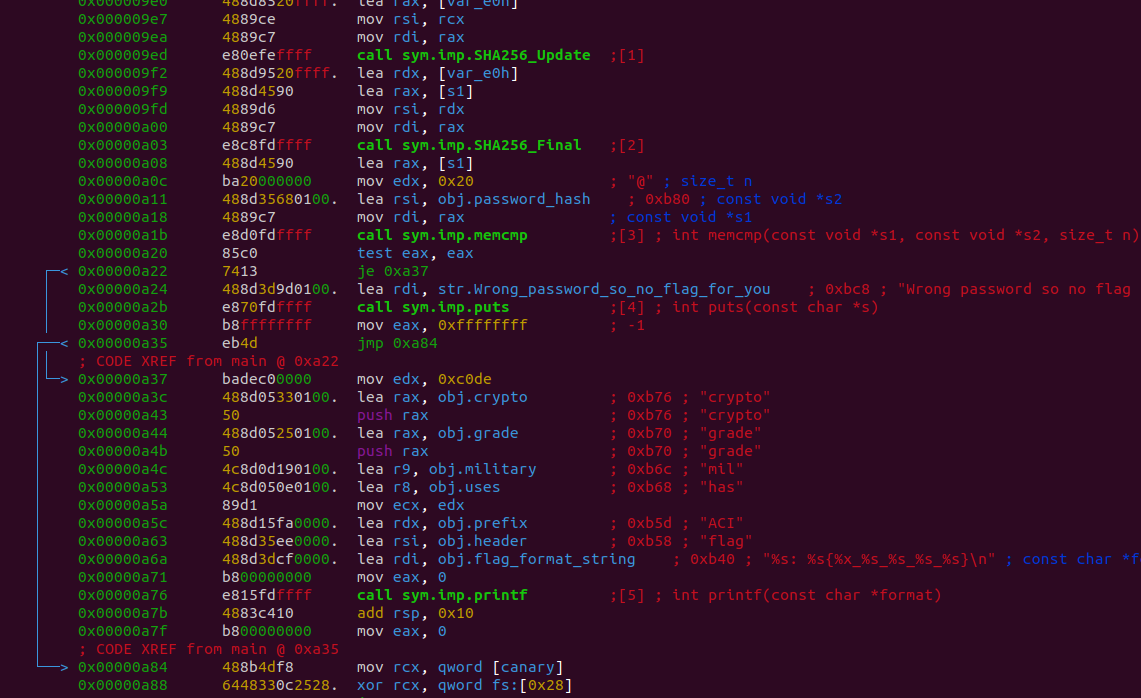 0x000009e0 488d8520ffff. lea rax, [var_e0h]
0x000009e7 4889ce mov rsi, rcx
0x000009ea 4889c7 mov rdi, rax
0x000009ed e80efeffff call sym.imp.SHA256_Update ;[1]
0x000009f2 488d9520ffff. lea rdx, [var_e0h]
0x000009f9 488d4590 lea rax, [s1]
0x000009fd 4889d6 mov rsi, rdx
0x00000a00 4889c7 mov rdi, rax
0x00000a03 e8c8fdffff call sym.imp.SHA256_Final ;[2]
0x00000a08 488d4590 lea rax, [s1]
0x00000a0c ba20000000 mov edx, 0x20 ; "@" ; size_t n
0x00000a11 488d35680100. lea rsi, obj.password_hash ; 0xb80 ; const void *s2
0x00000a18 4889c7 mov rdi, rax ; const void *s1
0x00000a1b e8d0fdffff call sym.imp.memcmp ;[3] ; int memcmp(const void *s1, const void *s2, size_t n)
0x00000a20 85c0 test eax, eax
< 0x00000a22 7413 je 0xa37
0x00000a24 488d3d9d0100. lea rdi, str.Wrong_password_so_no_flag_for_you ; 0xbc8 ; "Wrong password so no flag
0x00000a2b e870fdffff call sym.imp.puts ;[4] ; int puts(const char *s)
0x00000a30 b8ffffffff mov eax, 0xffffffff ; -1
< 0x00000a35 eb4d jmp 0xa84
; CODE XREF from main @ 0xa22
> 0x00000a37 badec00000 mov edx, 0xc0de
0x00000a3c 488d05330100. lea rax, obj.crypto ; 0xb76 ; "crypto"
0x00000a43 50 push rax ; 0xb76 ; "crypto"
0x00000a44 488d05250100. lea rax, obj.grade ; 0xb70 ; "grade"
0x00000a4b 50 push rax ; 0xb70 ; "grade"
0x00000a4c 4c8d0d190100. lea r9, obj.military ; 0xb6c ; "mil"
0x00000a53 4c8d050e0100. lea r8, obj.uses ; 0xb68 ; "has"
0x00000a5a 89d1 mov ecx, edx
0x00000a5c 488d15fa0000. lea rdx, obj.prefix ; 0xb5d ; "ACI"
0x00000a63 488d35ee0000. lea rsi, obj.header ; 0xb58 ; "flag"
0x00000a6a 488d3dcf0000. lea rdi, obj.flag_format_string ; 0xb40 ; "%s: %s{%x_%s_%s_%s_%s}\n" ; const char *f
0x00000a71 b800000000 mov eax, 0
0x00000a76 e815fdffff call sym.imp.printf ;[5] ; int printf(const char *format)
0x00000a7b 4883c410 add rsp, 0x10
0x00000a7f b800000000 mov eax, 0
; CODE XREF from main @ 0xa35
> 0x00000a84 488b4df8 mov rcx, qword [canary]
0x00000a88 6448330c2528. xor rcx, qword fs:[0x28]